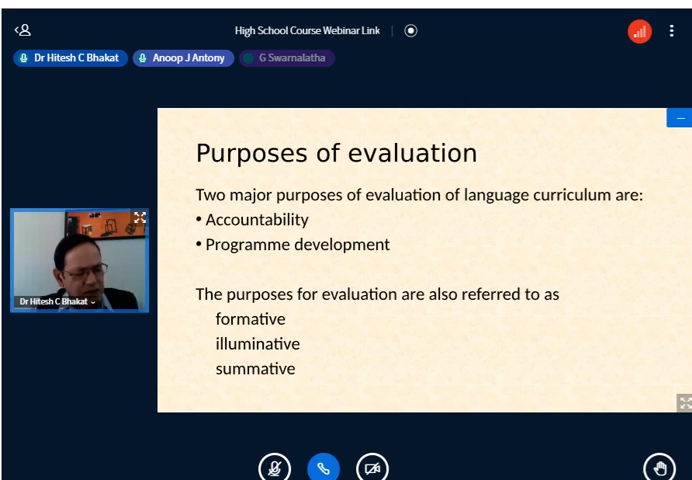 High School Course Webinar Link
Dr Hitesh C Bhakat
Anoop J Antony
G Swarnalatha
Purposes of evaluation
Two major purposes of evaluation of language curriculum are:
• Accountability
• Programme development
The purposes for evaluation are also referred to as
formative
illuminative
summative
Dr Hitesh C Bhakat